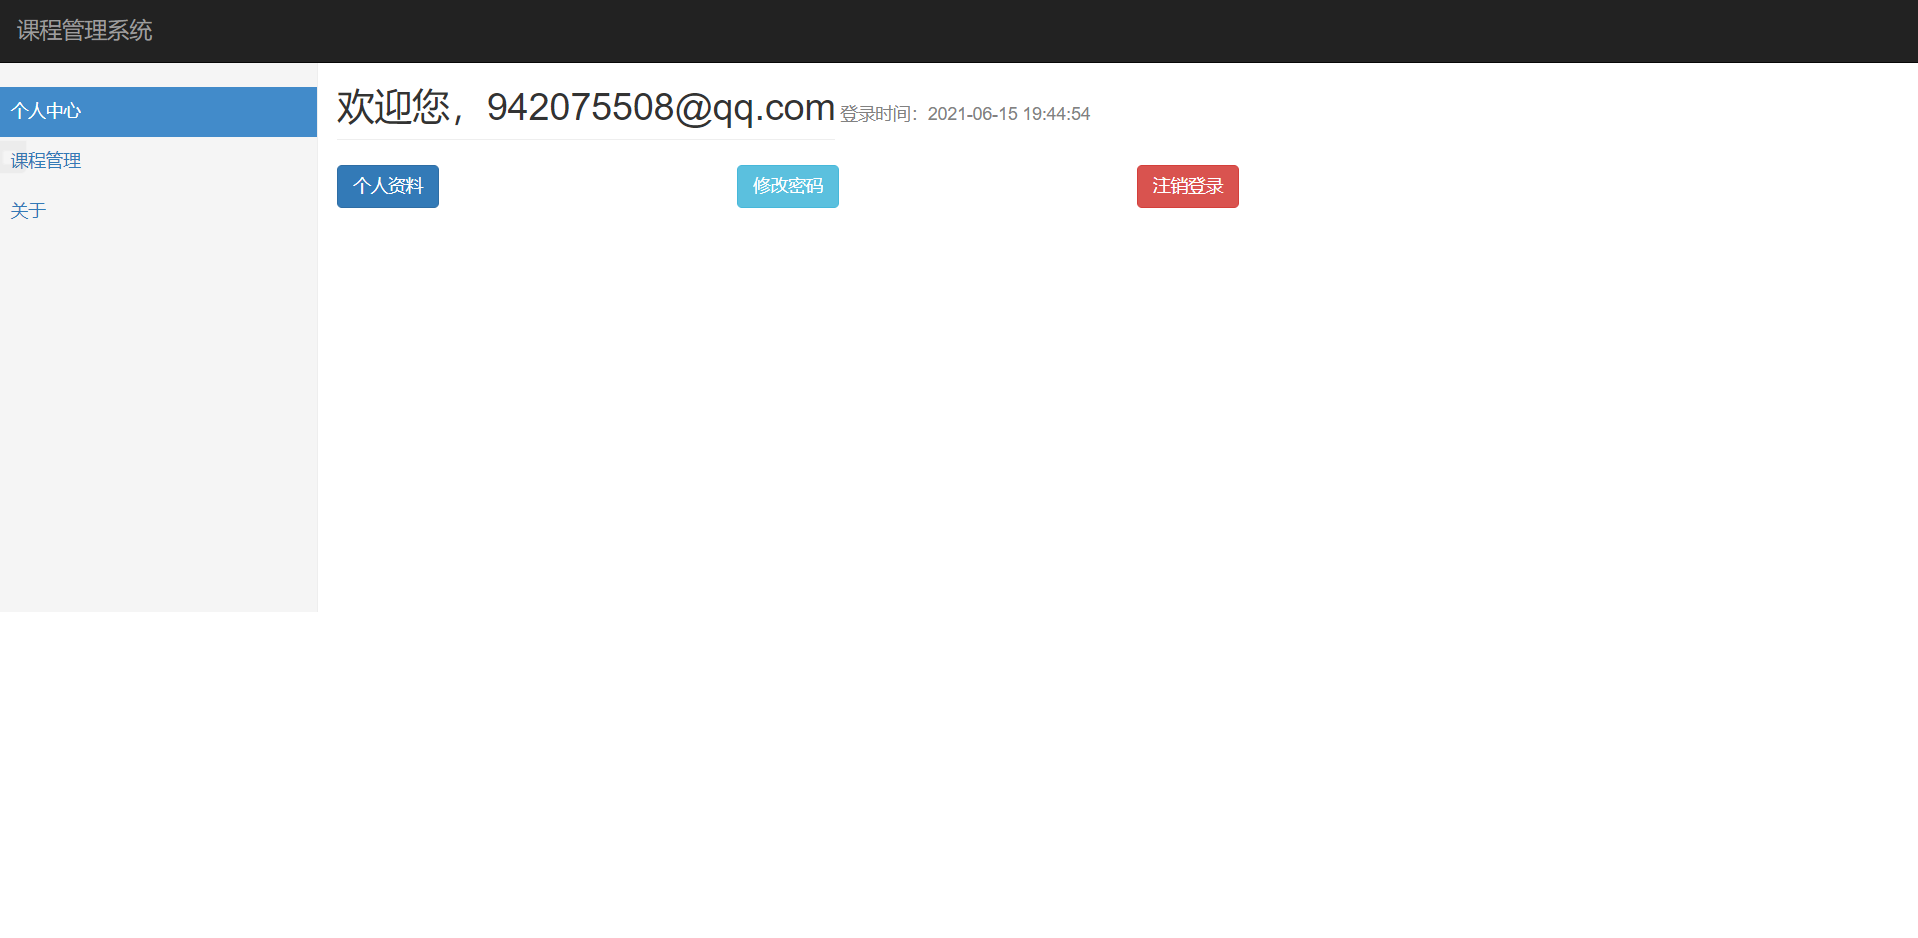 课程管理系统
个人中心
课程管理
关于
欢迎您，942075508@qq.com 登录时间：2021-06-15 19:44:54
个人资料 修改密码 注销登录